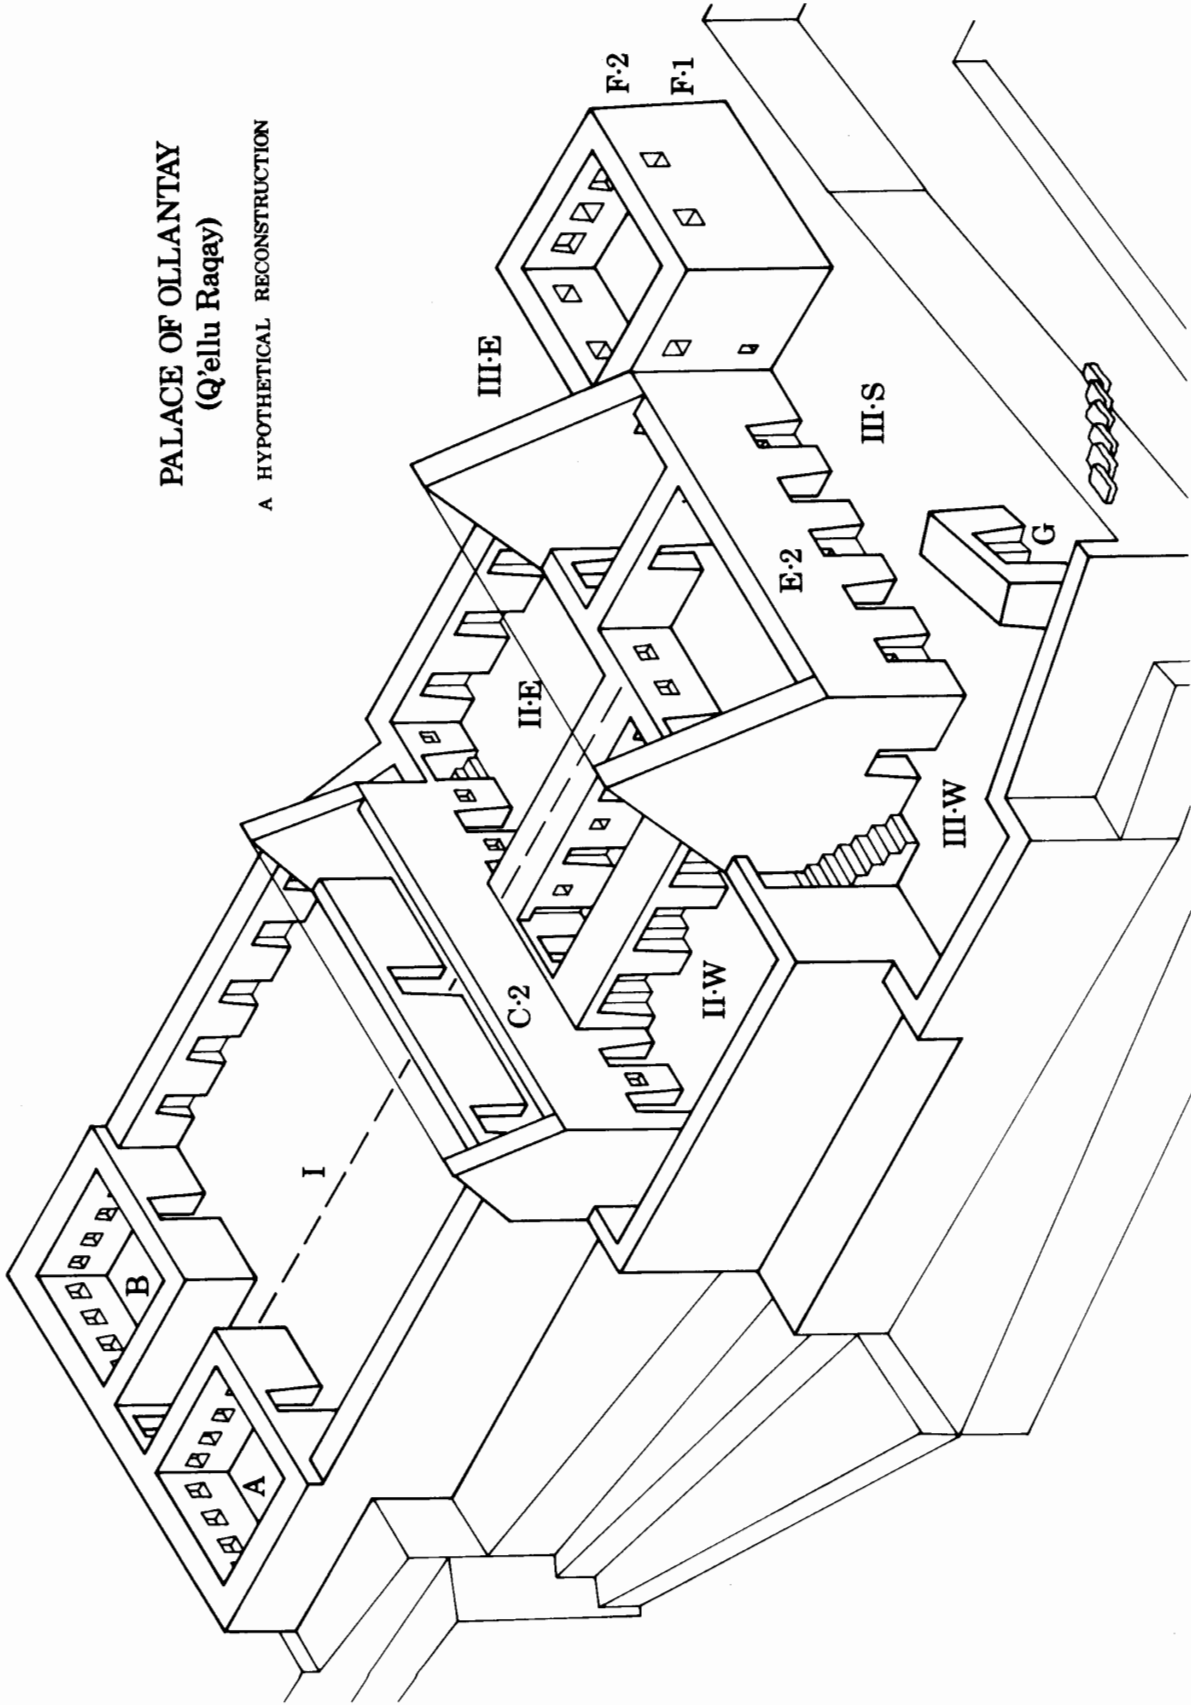 PALACE OF OLLANTAY
(Q'ellu Raqay)
A HYPOTHETICAL RECONSTRUCTION
F·2
F·1
III·E
III·S
E·2
G
II·E
III·W
C·2
II·W
I
B
A